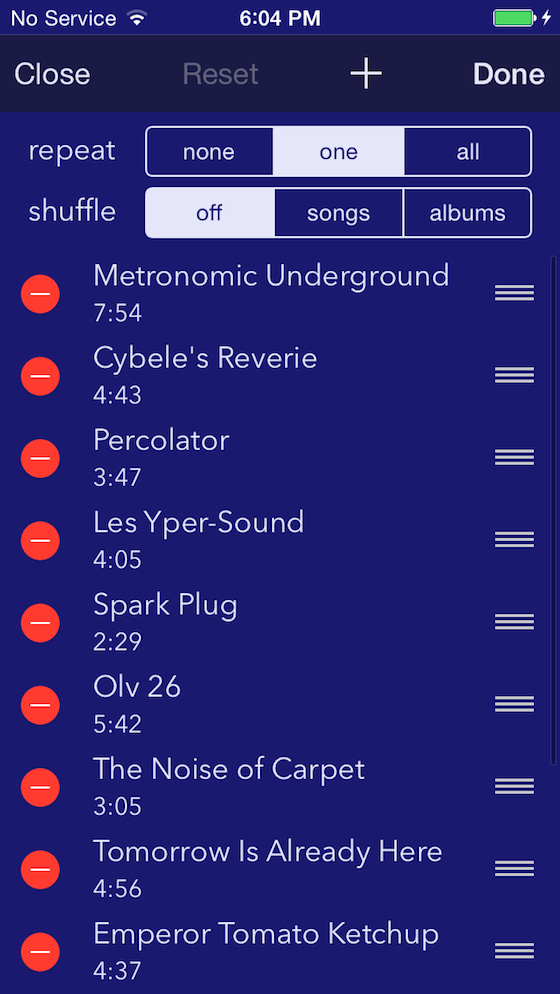 No Service 6:04 PM
Close Reset + Done
repeat none one all
shuffle off songs albums
Metronomic Underground
7:54
Cybele's Reverie
4:43
Percolator
3:47
Les Yper-Sound
4:05
Spark Plug
2:29
Olv 26
5:42
The Noise of Carpet
3:05
Tomorrow Is Already Here
4:56
Emperor Tomato Ketchup
4:37